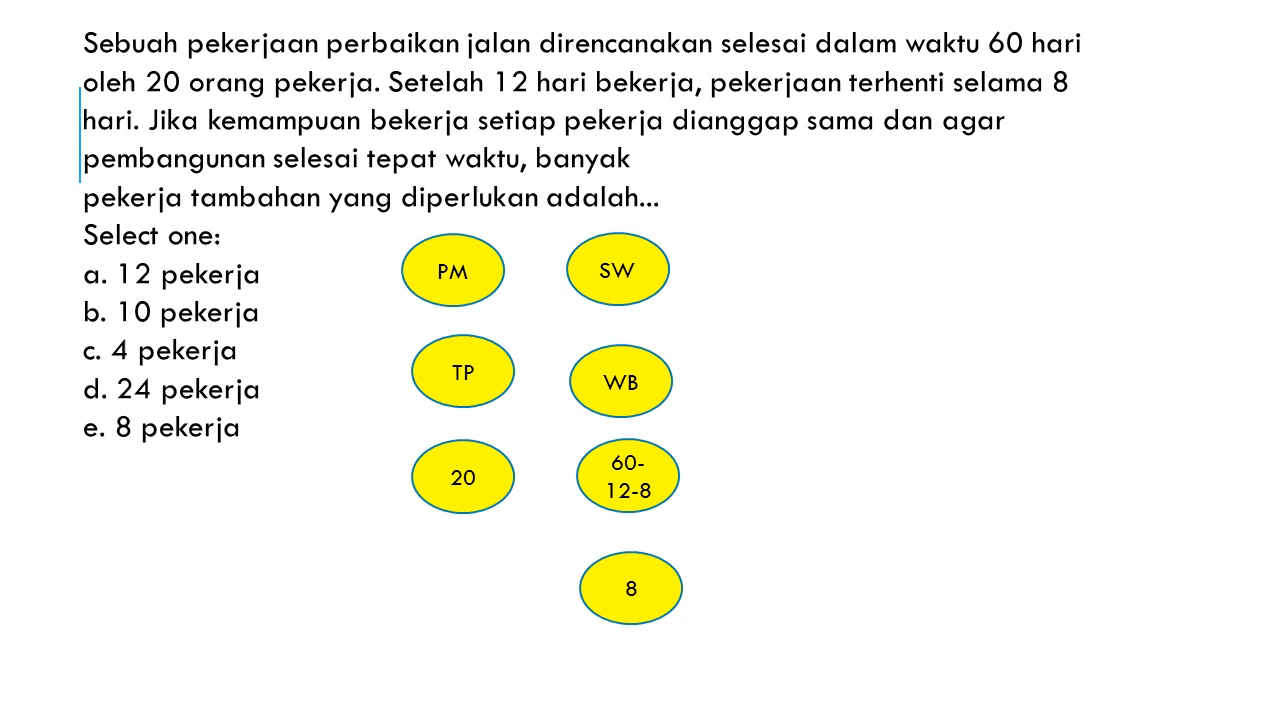 Sebuah pekerjaan perbaikan jalan direncanakan selesai dalam waktu 60 hari
oleh 20 orang pekerja. Setelah 12 hari bekerja, pekerjaan terhenti selama 8
hari. Jika kemampuan bekerja setiap pekerja dianggap sama dan agar
pembangunan selesai tepat waktu, banyak
pekerja tambahan yang diperlukan adalah...
Select one:
a. 12 pekerja
b. 10 pekerja
c. 4 pekerja
d. 24 pekerja
e. 8 pekerja
PM
SW
TP
WB
20
60-
12-8
8